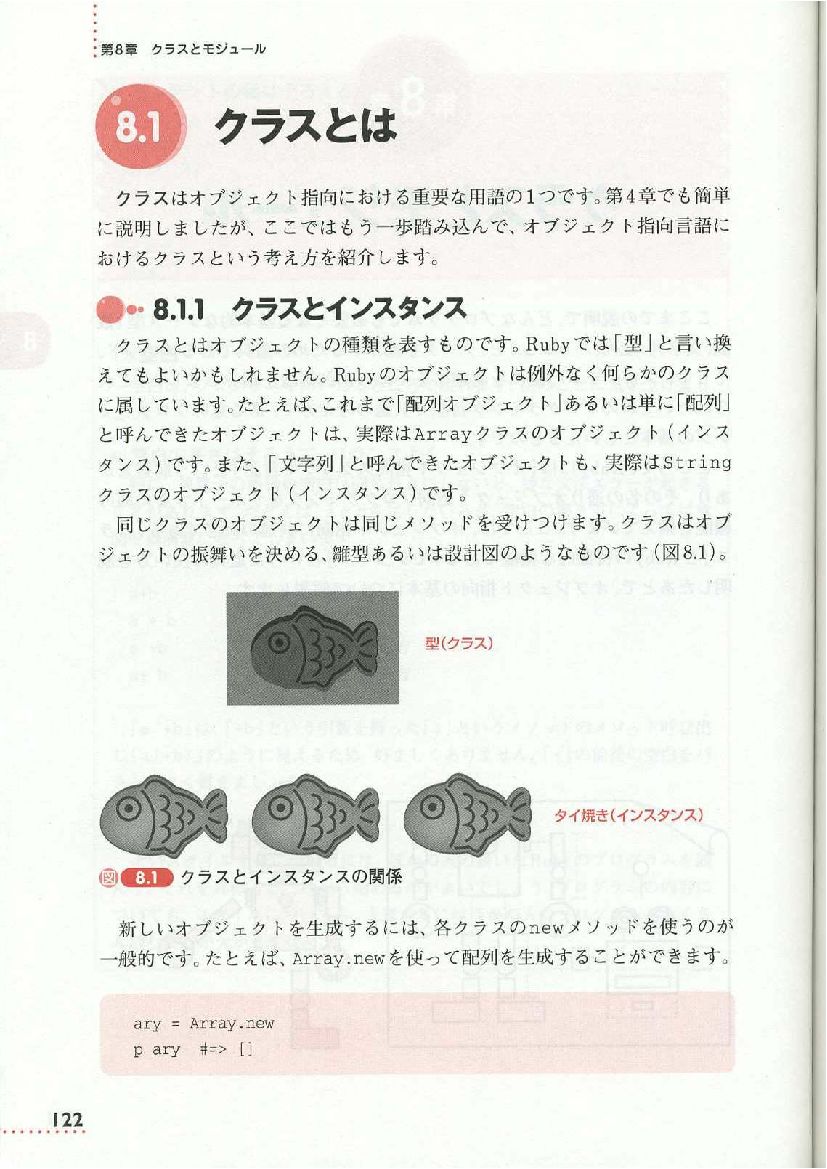 第8章　クラスとモジュール
8.1　クラスとは
クラスはオブジェクト指向における重要な用語の1つです。第4章でも簡単
に説明しましたが、ここではもう一歩踏み込んで、オブジェクト指向言語に
おけるクラスという考え方を紹介します。
8.1.1　クラスとインスタンス
クラスとはオブジェクトの種類を表すものです。Rubyでは「型」と言い換
えてもよいかもしれません。Rubyのオブジェクトは例外なく何らかのクラス
に属しています。たとえば、これまで「配列オブジェクト」あるいは単に「配列」
と呼んできたオブジェクトは、実際はArrayクラスのオブジェクト（インス
タンス）です。また、「文字列」と呼んできたオブジェクトも、実際はString
クラスのオブジェクト（インスタンス）です。
同じクラスのオブジェクトは同じメソッドを受けつけます。クラスはオブ
ジェクトの振舞いを決める、雛型あるいは設計図のようなものです（図8.1）。
型(クラス)
タイ焼き(インスタンス)
図 8.1 クラスとインスタンスの関係
新しいオブジェクトを生成するには、各クラスのnewメソッドを使うのが
一般的です。たとえば、Array.newを使って配列を生成することができます。
ary = Array.new
p ary  #=> []
122